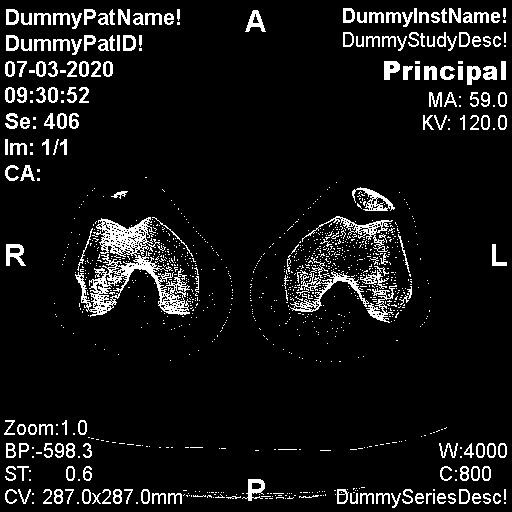 DummyPatName!
DummyPatID!
07-03-2020
09:30:52
Se: 406
Im: 1/1
CA:
A
DummyInstName!
DummyStudyDesc!
Principal
MA: 59.0
KV: 120.0
R
L
Zoom:1.0
BP:-598.3
ST: 0.6
CV: 287.0x287.0mm
P
W:4000
C:800
DummySeriesDesc!